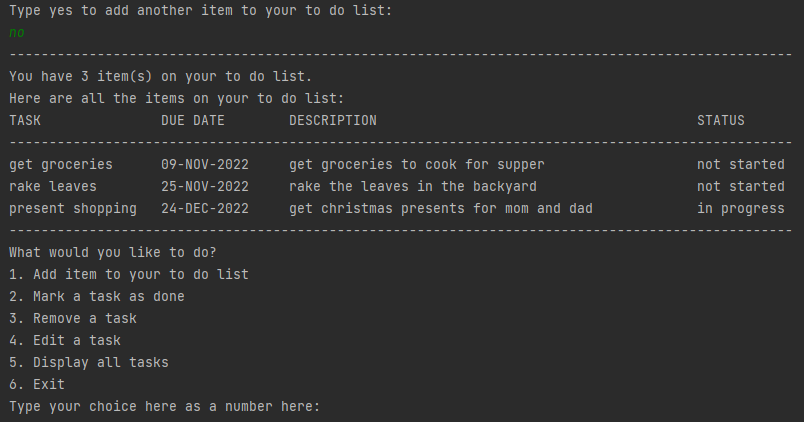 Type yes to add another item to your to do list:
no
--------------------------------------------------------------------------------------------------
You have 3 item(s) on your to do list.
Here are all the items on your to do list:
TASK               DUE DATE        DESCRIPTION                                        STATUS
--------------------------------------------------------------------------------------------------
get groceries      09-NOV-2022     get groceries to cook for supper                   not started
rake leaves        25-NOV-2022     rake the leaves in the backyard                    not started
present shopping   24-DEC-2022     get christmas presents for mom and dad             in progress
--------------------------------------------------------------------------------------------------
What would you like to do?
1. Add item to your to do list
2. Mark a task as done
3. Remove a task
4. Edit a task
5. Display all tasks
6. Exit
Type your choice here as a number here: